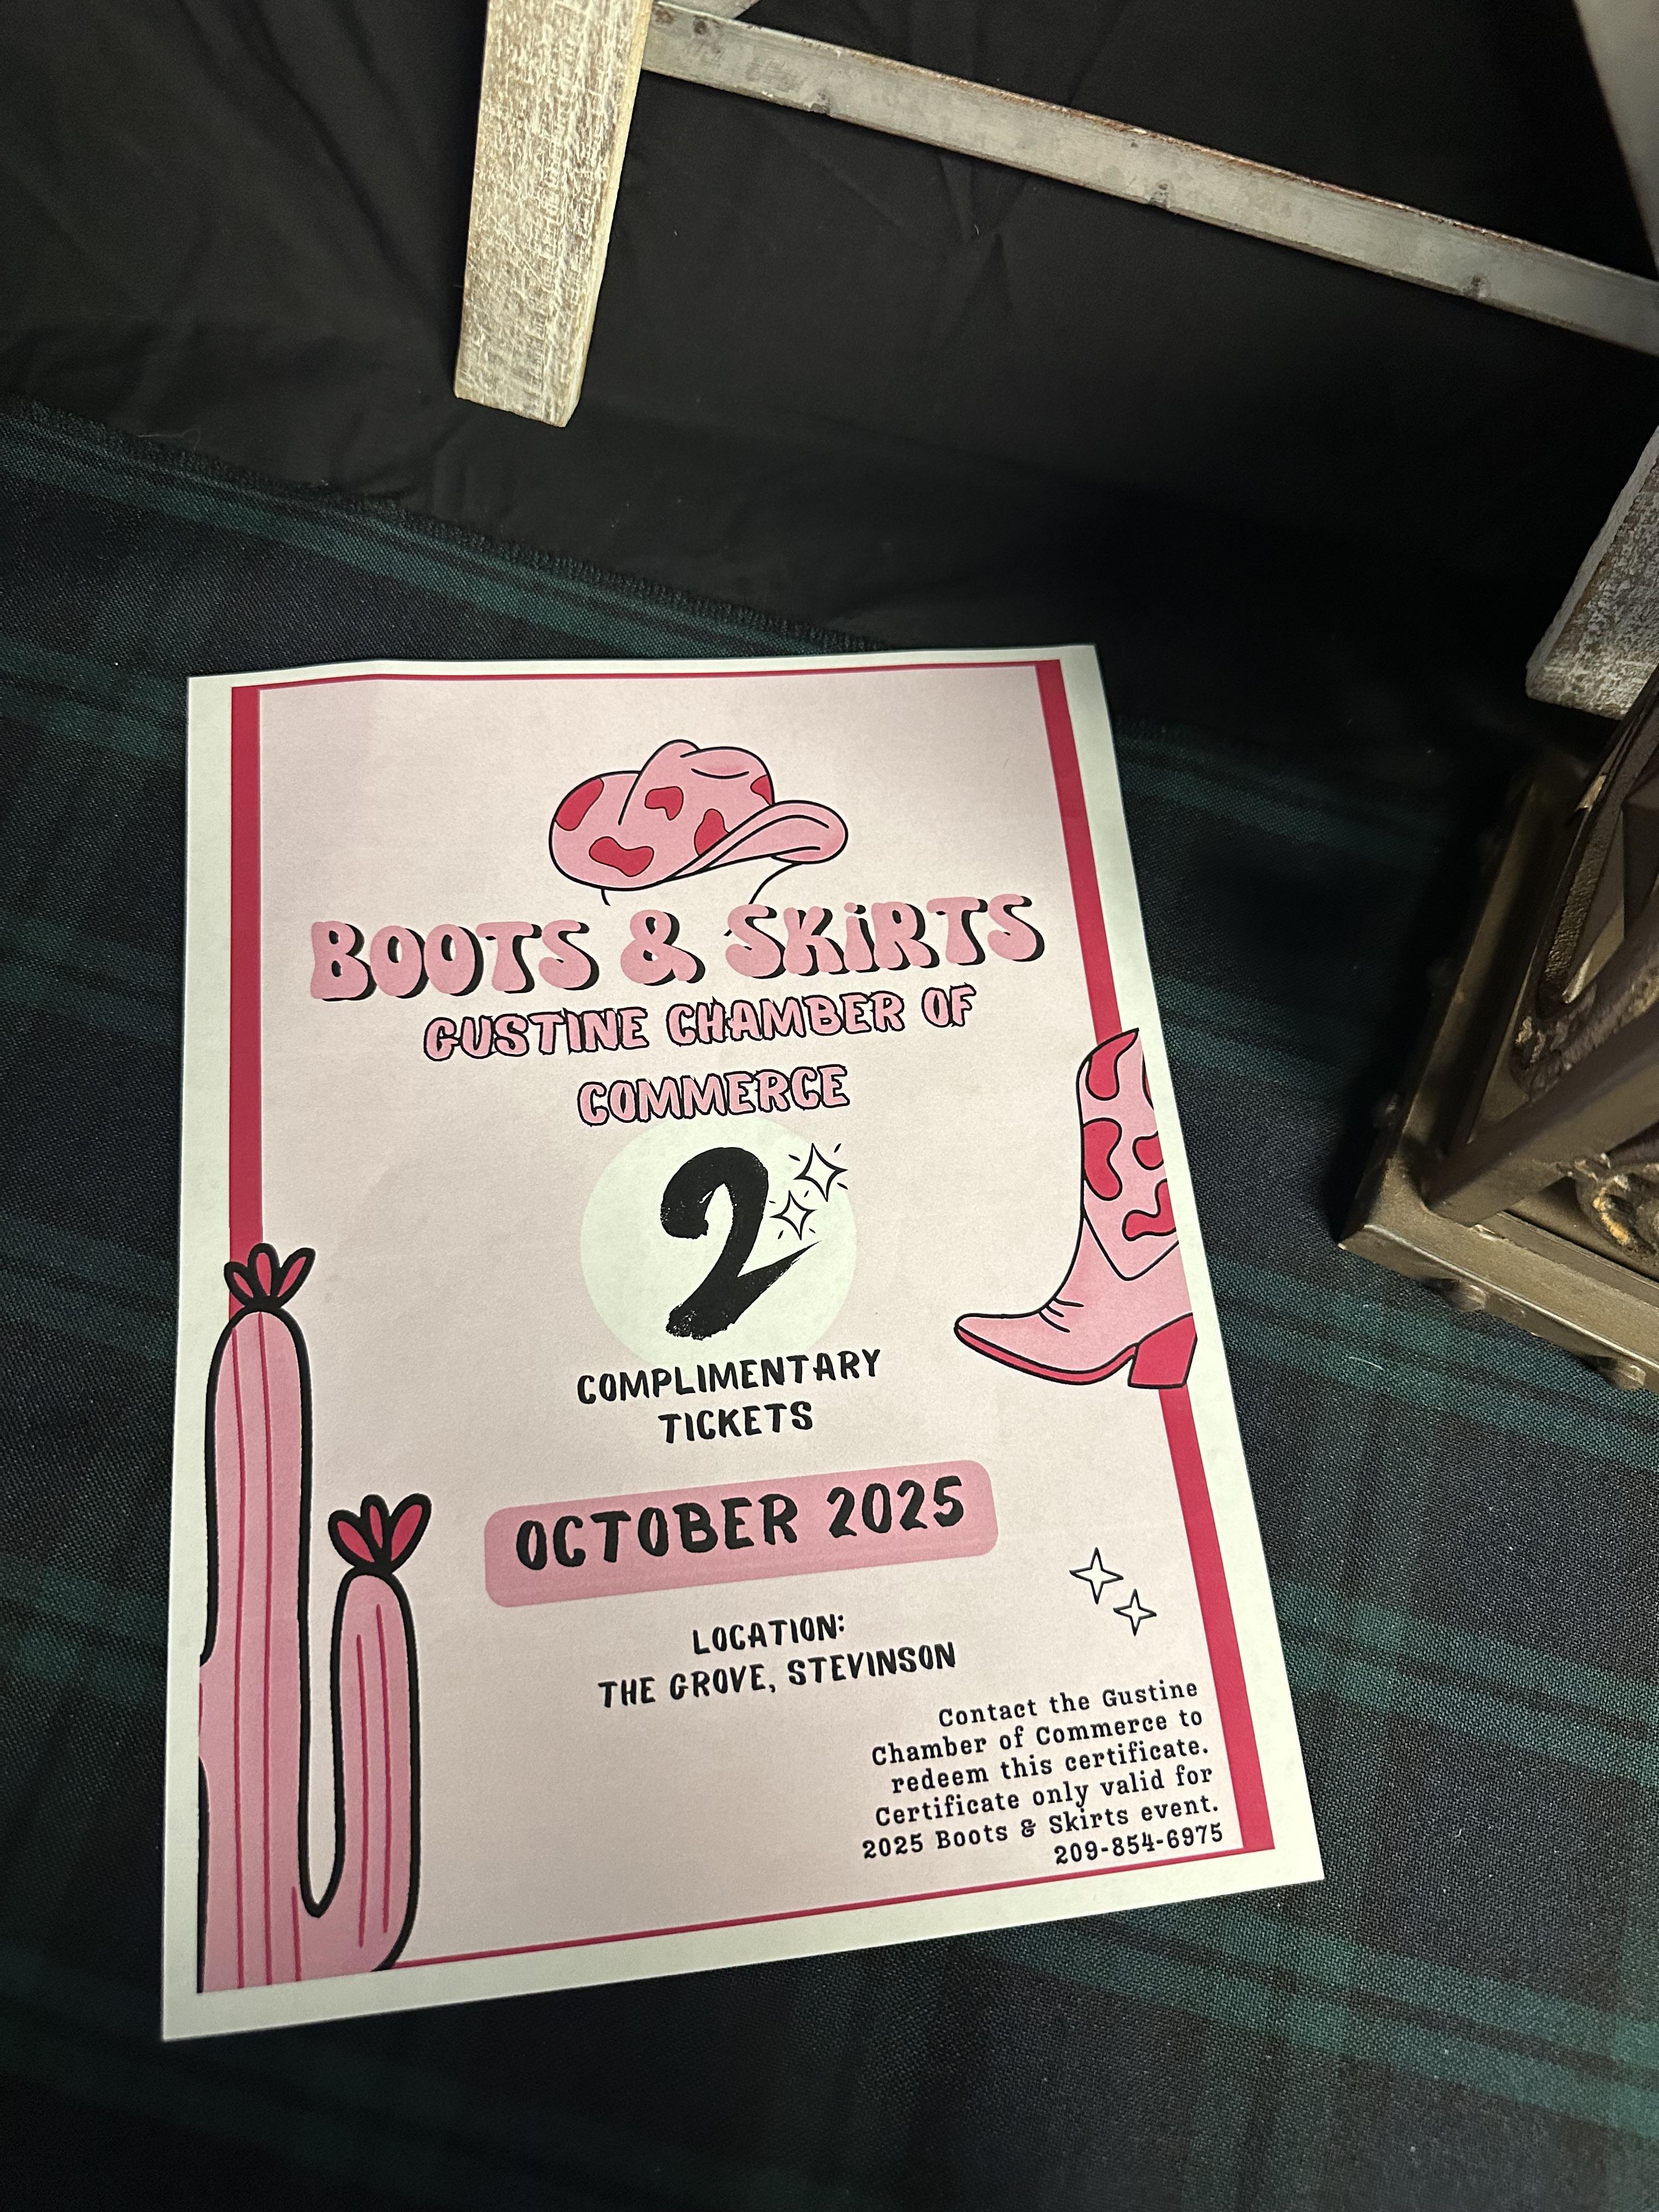 BOOTS & SKiRTS
GUSTINE CHAMBER OF
COMMERCE
2
COMPLIMENTARY
TICKETS
OCTOBER 2025
LOCATION:
THE GROVE, STEVINSON
Contact the Gustine
Chamber of Commerce to
redeem this certificate.
Certificate only valid for
2025 Boots & Skirts event.
209-854-6975